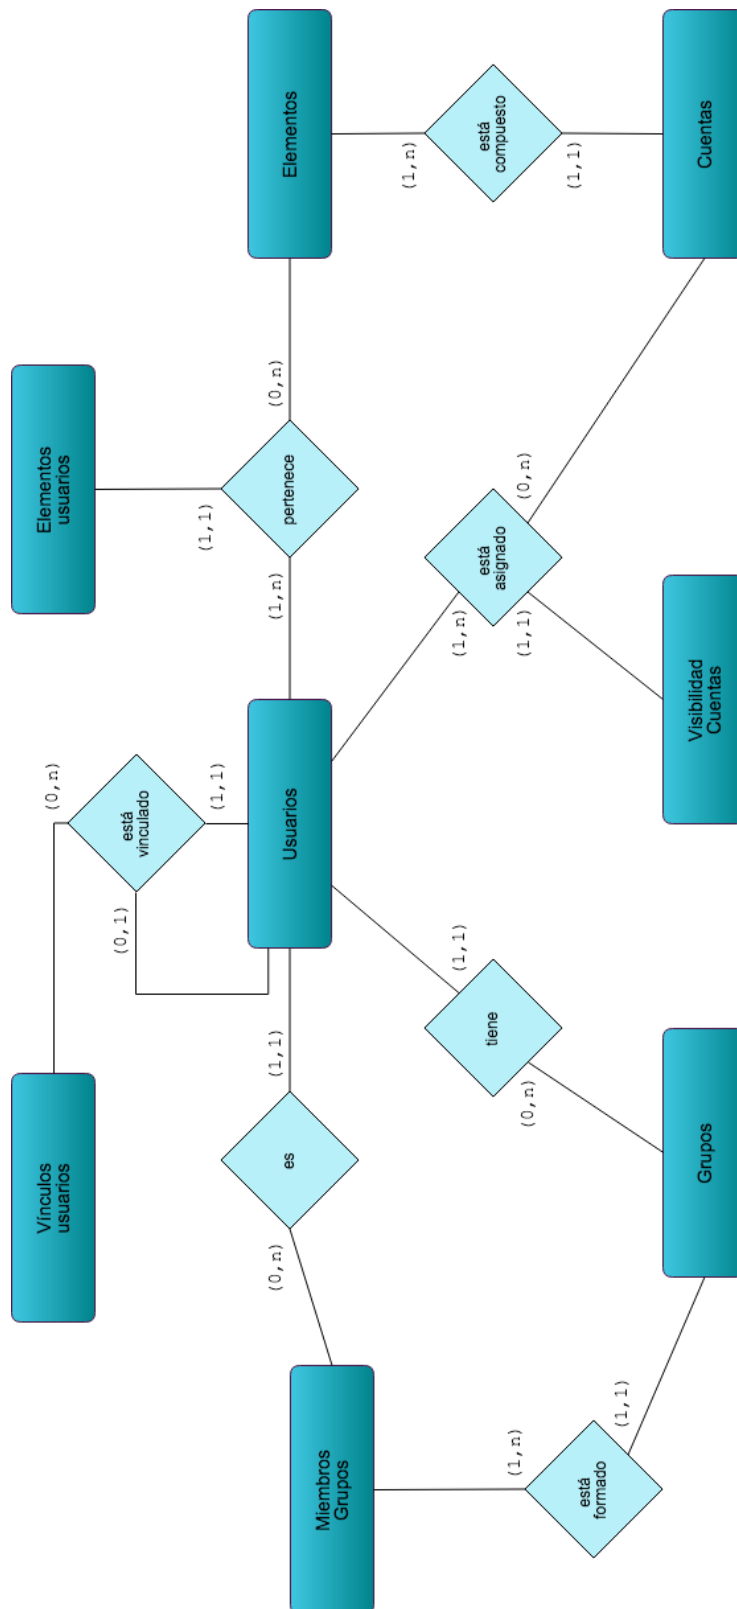 Vínculos
usuarios
(0,n)
Elementos
usuarios
(0,1)
está
vinculado
(1,1)
(1,1)
(0,n)
es
(1,1)
Usuarios
(1,n)
pertenece
(0,n)
Elementos
Miembros
Grupos
(1,n)
(1,1)
(1,n)
tiene
está
asignado
está
compuesto
(1,n)
(0,n)
(1,1)
(0,n)
(1,1)
está
formado
(1,1)
Grupos
Visibilidad
Cuentas
Cuentas